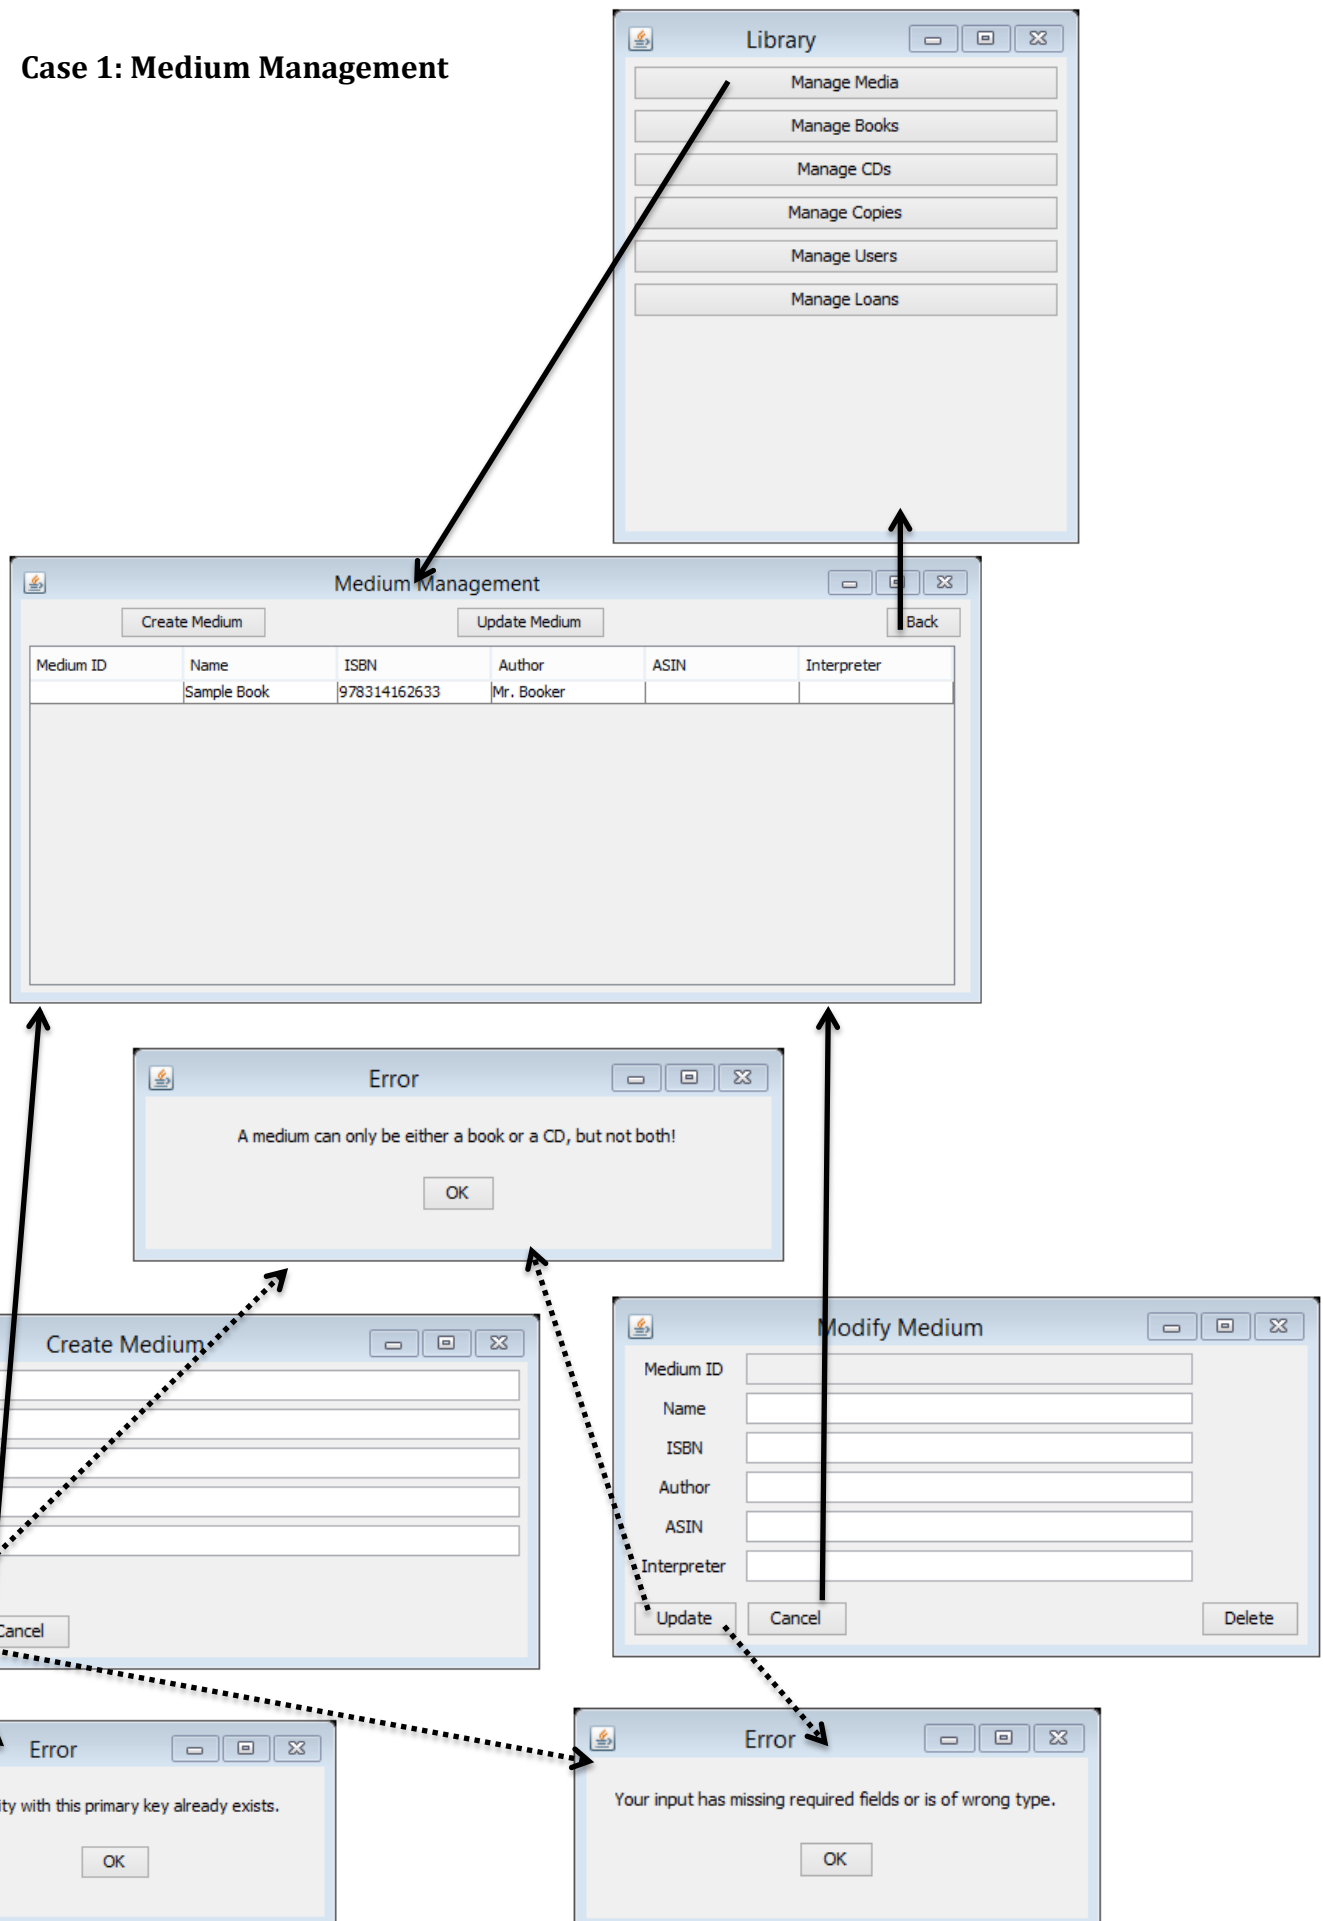 Case 1: Medium Management
Library
Manage Media
Manage Books
Manage CDs
Manage Copies
Manage Users
Manage Loans
Medium Management
Create Medium Update Medium Back
Medium ID Name ISBN Author ASIN Interpreter
Sample Book 978314162633 Mr. Booker
Error
A medium can only be either a book or a CD, but not both!
OK
Create Medium
Cancel
Modify Medium
Medium ID
Name
ISBN
Author
ASIN
Interpreter
Update Cancel Delete
Error
ity with this primary key already exists.
OK
Error
Your input has missing required fields or is of wrong type.
OK